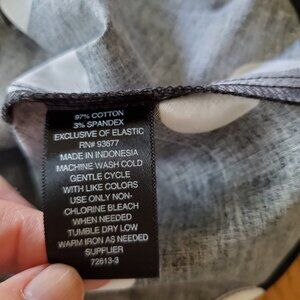 97% COTTON
3% SPANDEX
EXCLUSIVE OF ELASTIC
RN# 93677
MADE IN INDONESIA
MACHINE WASH COLD
GENTLE CYCLE
WITH LIKE COLORS
USE ONLY NON-
CHLORINE BLEACH
WHEN NEEDED
TUMBLE DRY LOW
WARM IRON AS NEEDED
SUPPLIER
72613-3